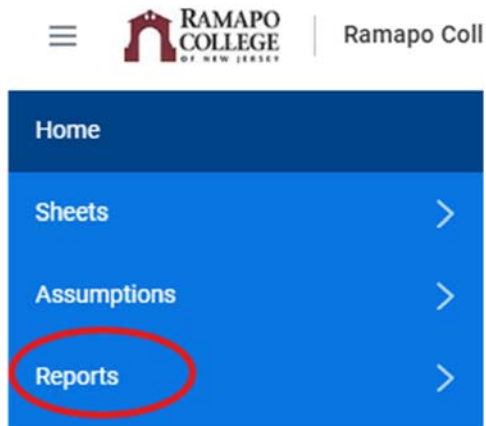 RAMAPO
COLLEGE
OF NEW JERSEY
Ramapo Coll
Home
Sheets
Assumptions
Reports